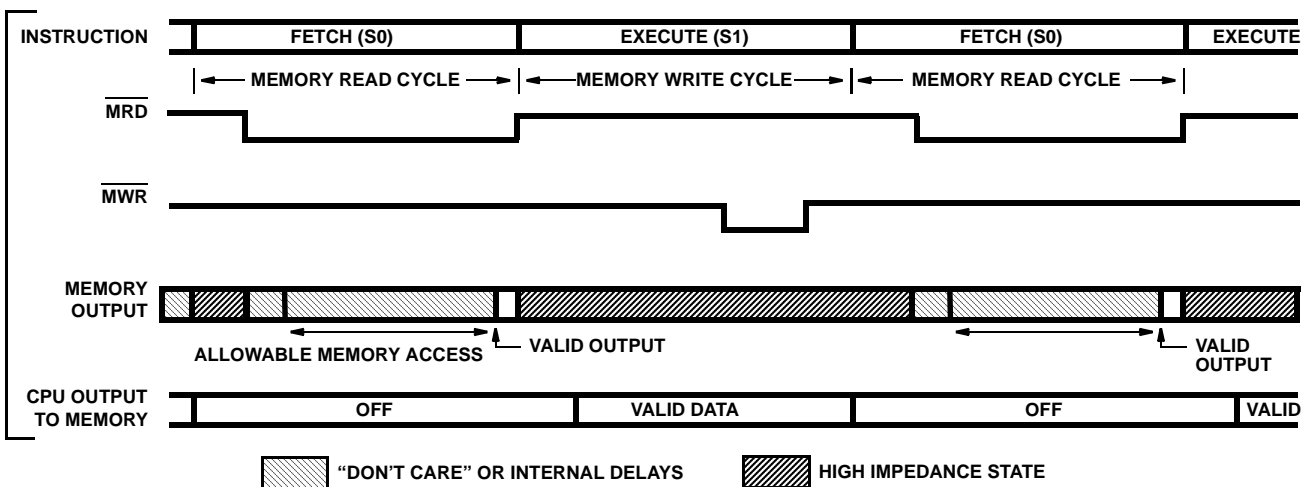 INSTRUCTION FETCH (S0) EXECUTE (S1) FETCH (S0) EXECUTE
MEMORY READ CYCLE MEMORY WRITE CYCLE MEMORY READ CYCLE
MRD
MWR
MEMORY
OUTPUT
ALLOWABLE MEMORY ACCESS
VALID OUTPUT
VALID
OUTPUT
CPU OUTPUT
TO MEMORY
OFF VALID DATA OFF VALID
“DON'T CARE” OR INTERNAL DELAYS HIGH IMPEDANCE STATE